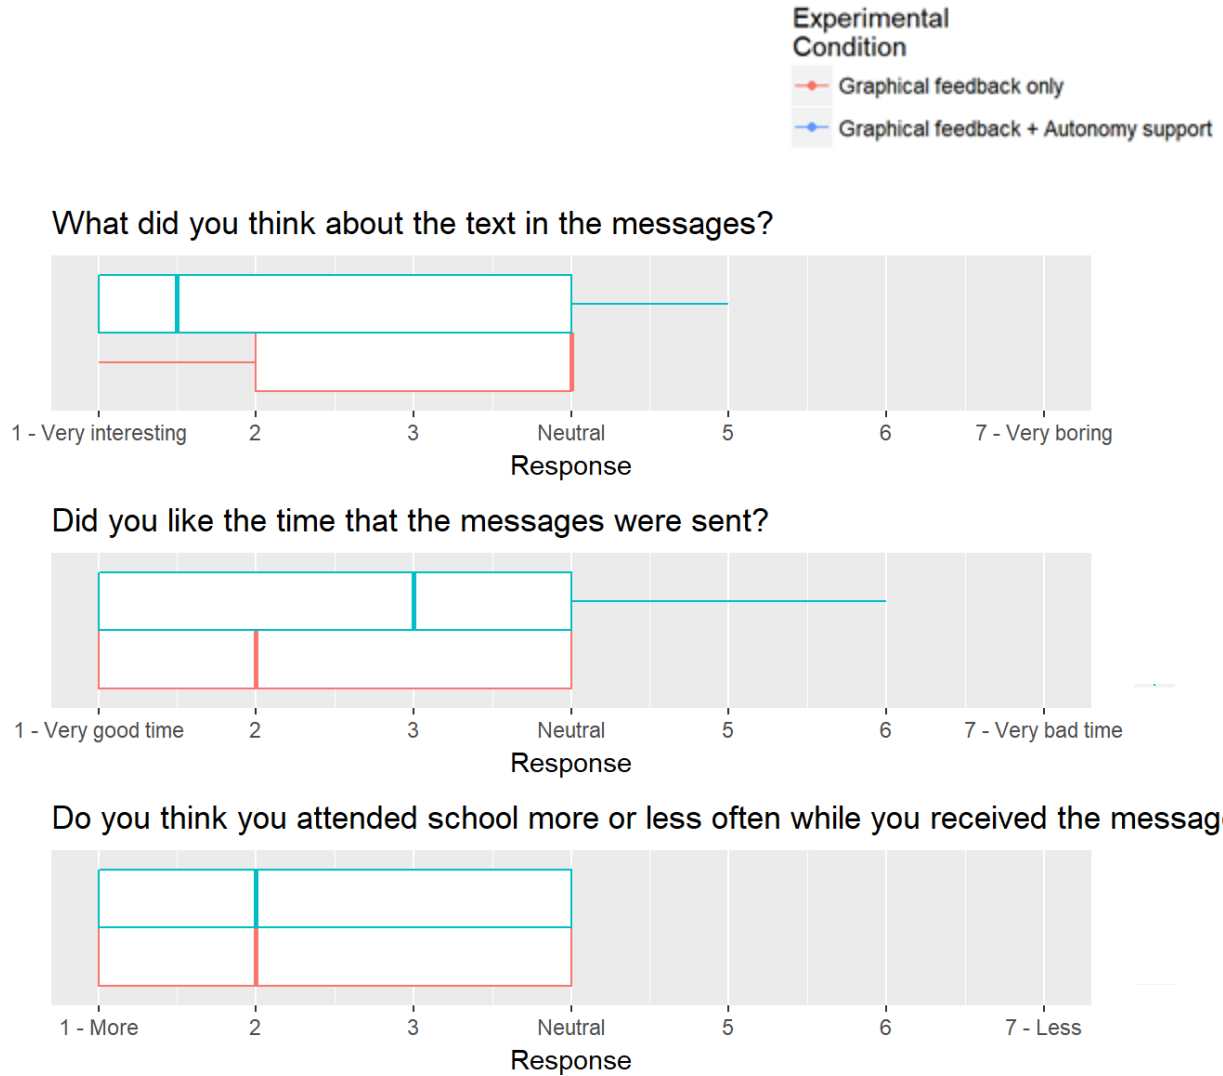 Experimental
Condition
Graphical feedback only
Graphical feedback + Autonomy support
What did you think about the text in the messages?
1 - Very interesting 2 3 Neutral 5 6 7 - Very boring
Response
Did you like the time that the messages were sent?
1 - Very good time 2 3 Neutral 5 6 7 - Very bad time
Response
Do you think you attended school more or less often while you received the messag
1 - More 2 3 Neutral 5 6 7 - Less
Response